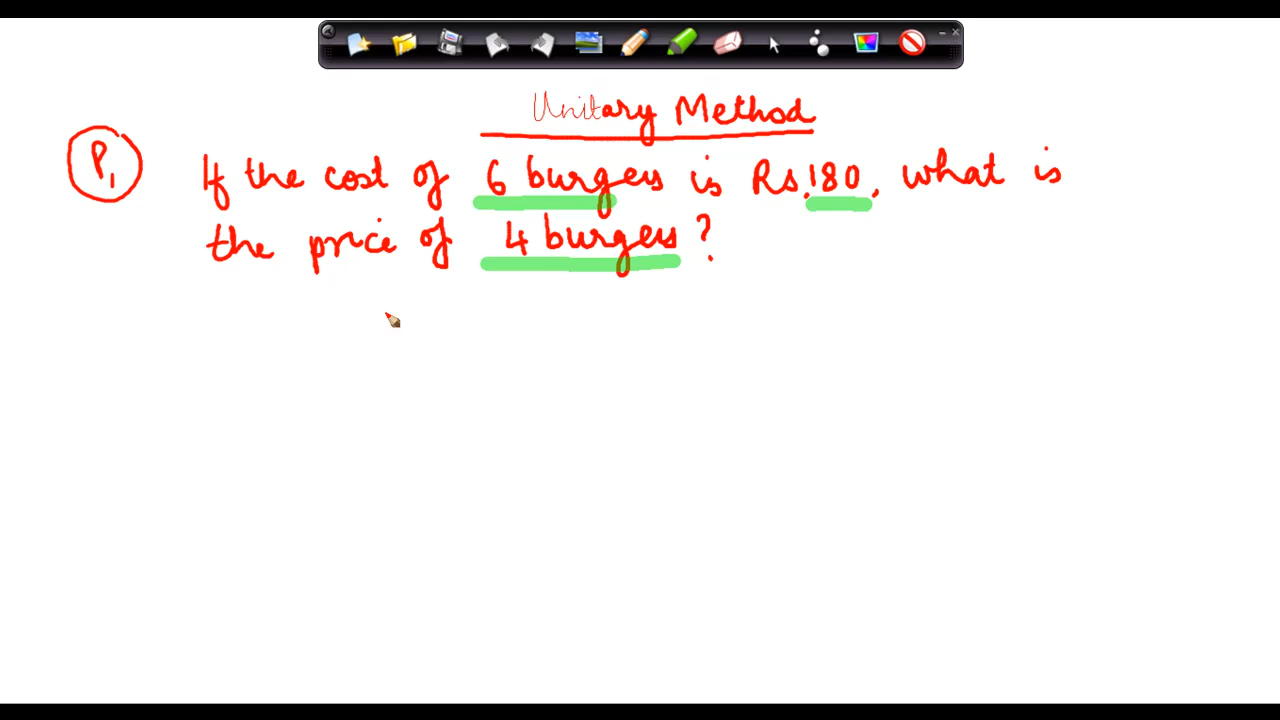 Unitary Method
P1
If the cost of 6 burgers is Rs.180, what is
the price of 4 burgers ?